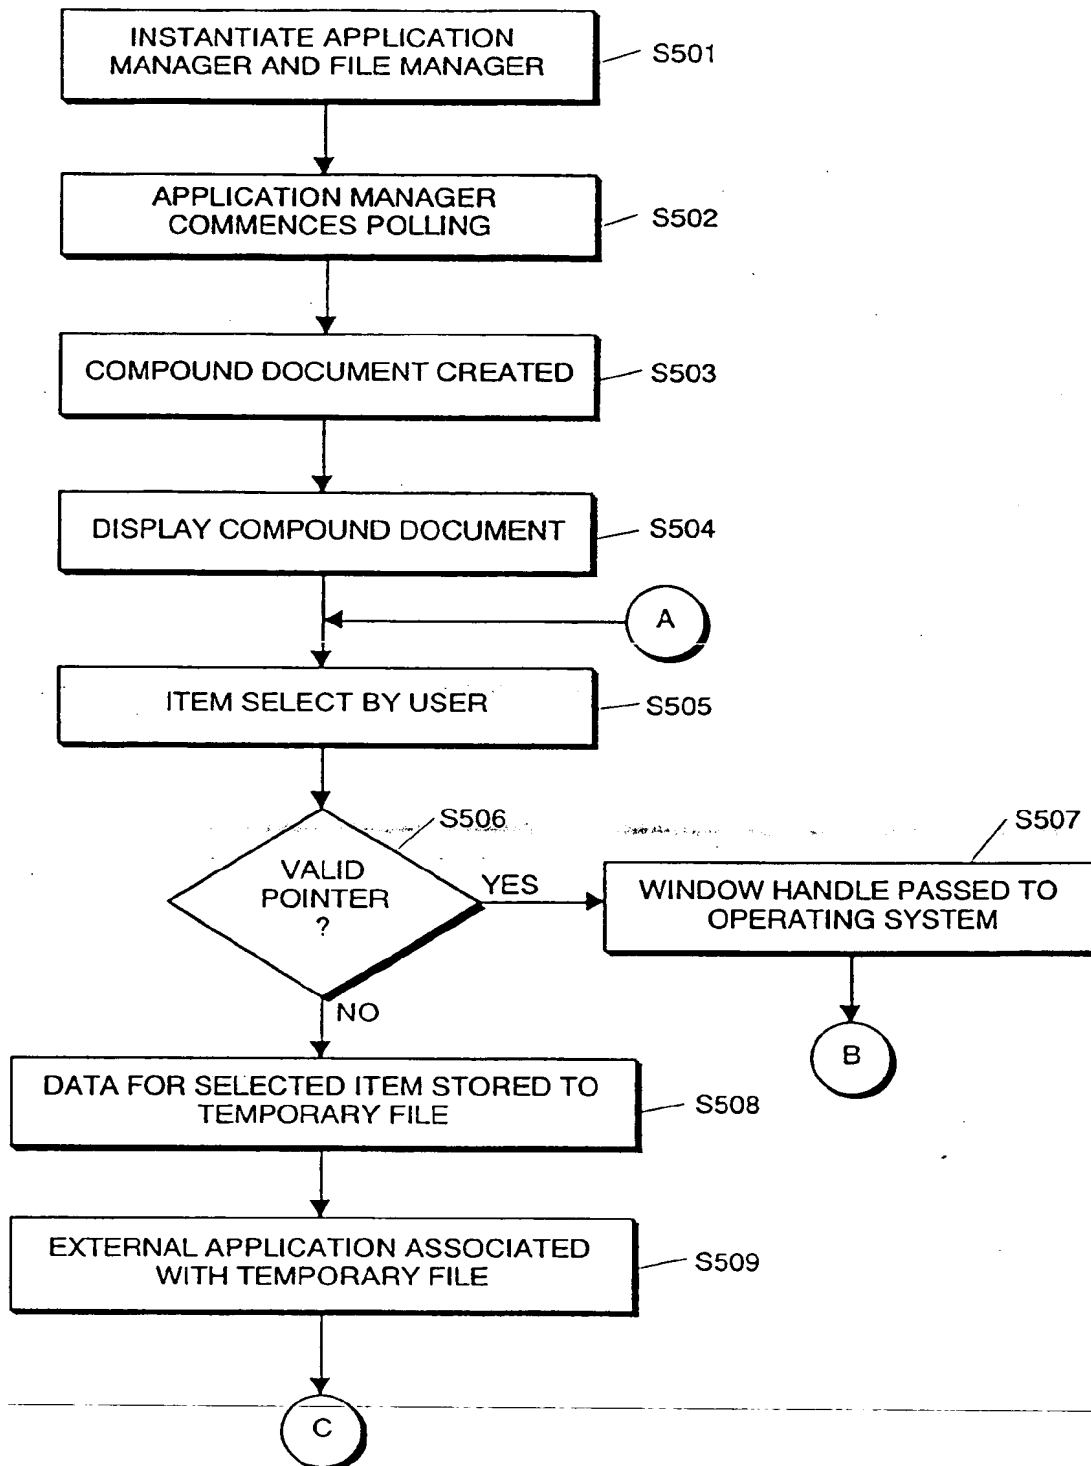 INSTANTIATE APPLICATION
MANAGER AND FILE MANAGER
S501
APPLICATION MANAGER
COMMENCES POLLING
S502
COMPOUND DOCUMENT CREATED
S503
DISPLAY COMPOUND DOCUMENT
S504
A
ITEM SELECT BY USER
S505
S506
VALID
POINTER
?
YES
NO
S507
WINDOW HANDLE PASSED TO
OPERATING SYSTEM
B
DATA FOR SELECTED ITEM STORED TO
TEMPORARY FILE
S508
EXTERNAL APPLICATION ASSOCIATED
WITH TEMPORARY FILE
S509
C